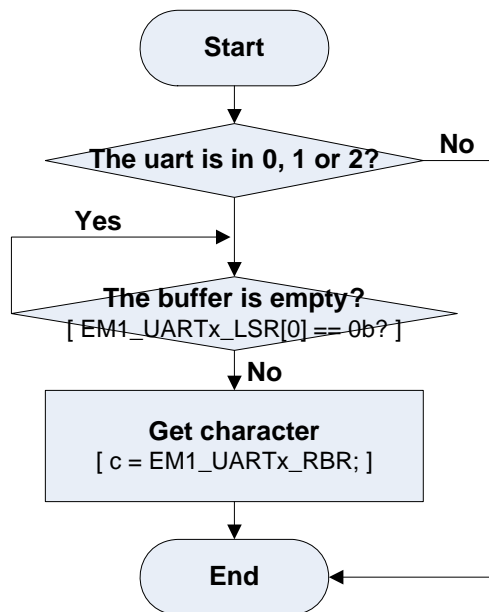 Start
The uart is in 0, 1 or 2?
No
Yes
The buffer is empty?
[ EM1_UARTx_LSR[0] == 0b? ]
No
Get character
[ c = EM1_UARTx_RBR; ]
End